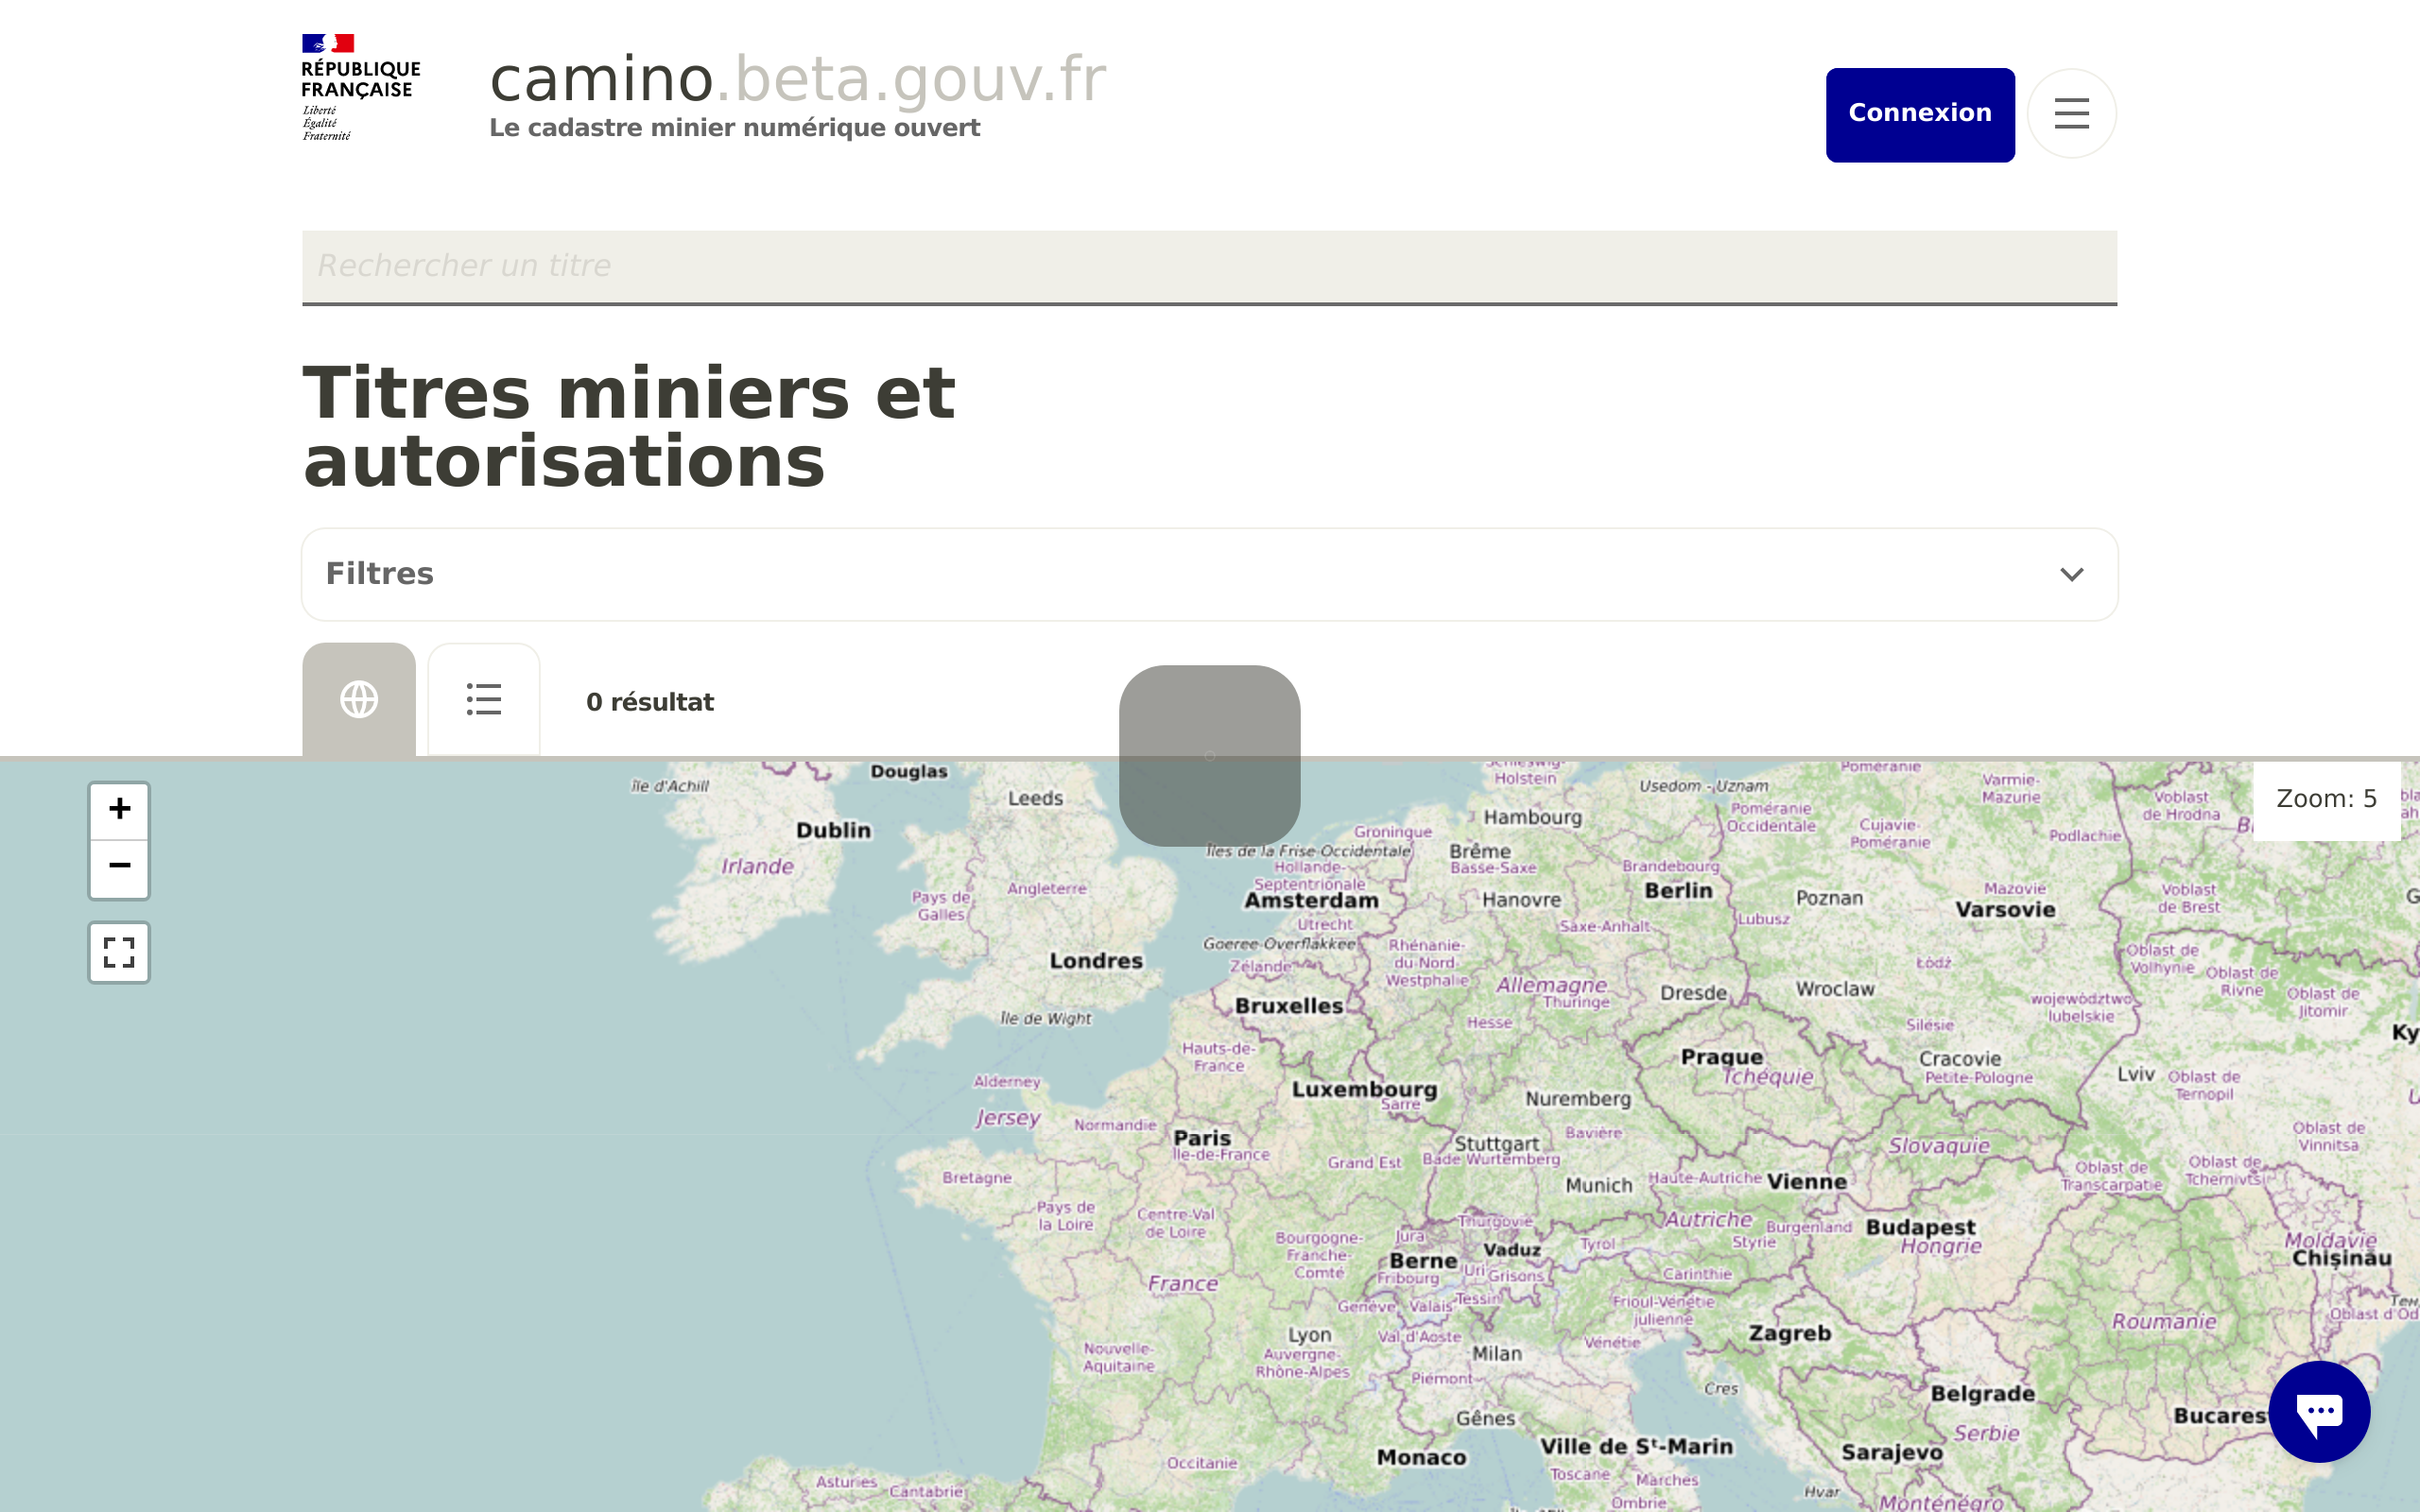 RÉPUBLIQUE
FRANÇAISE
Liberté
Égalité
Fraternité
camino.beta.gouv.fr
Le cadastre minier numérique ouvert
Connexion
Rechercher un titre
Titres miniers et
autorisations
Filtres
0 résultat
+
−
Zoom: 5
Île d'Achill
Douglas
Leeds
Dublin
Irlande
Pays de
Galles
Angleterre
Londres
Île de Wight
Holstein
Usedom - Uznam
Poméranie
Varmie-
Mazurie
Voblast
de Hrodna
Hambourg
Poméranie
Occidentale
Cujavie-
Poméranie
Podlachie
Groningue
Îles de la Frise-Occidentale
Brême
Basse-Saxe
Hollande-
Septentrionale
Brandebourg
Amsterdam
Hanovre
Berlin
Poznan
Mazovie
Varsovie
Voblast
de Brest
Utrecht
Saxe-Anhalt
Lubusz
Goeree-Overflakkee
Rhénanie-
du-Nord-
Westphalie
Zélande
Łódź
Oblast de
Volhynie
Oblast de
Rivne
Allemagne
Thuringe
Dresde
Wroclaw
województwo
lubelskie
Oblast de
Jitomir
Bruxelles
Hesse
Silésie
Hauts-de-
France
Prague
Tchéquie
Cracovie
Petite-Pologne
Lviv
Oblast de
Ternopil
Alderney
Luxembourg
Sarre
Nuremberg
Jersey
Normandie
Paris
Île-de-France
Stuttgart
Bavière
Slovaquie
Oblast de
Vinnitsa
Grand Est
Bade Wurtemberg
Bretagne
Munich
Haute-Autriche
Vienne
Oblast de
Transcarpatie
Oblast de
Tchernivtsi
Pays de
la Loire
Centre-Val
de Loire
Thurgovie
Autriche
Burgenland
Budapest
Hongrie
Bourgogne-
Franche-
Comté
Jura
Berne
Fribourg
Vaduz
Tyrol
Styrie
Moldavie
Chișinău
France
Uri
Grisons
Carinthie
Genève
Valais
Tessin
Frioul-Vénétie
julienne
Roumanie
Lyon
Val d'Aoste
Vénétie
Zagreb
Nouvelle-
Aquitaine
Auvergne-
Rhône-Alpes
Milan
Piémont
Cres
Belgrade
Gênes
Serbie
Monaco
Ville de Sᵗ-Marin
Sarajevo
Occitanie
Asturies
Cantabrie
Toscane
Marches
Ombrie
Hvar
Monténégro